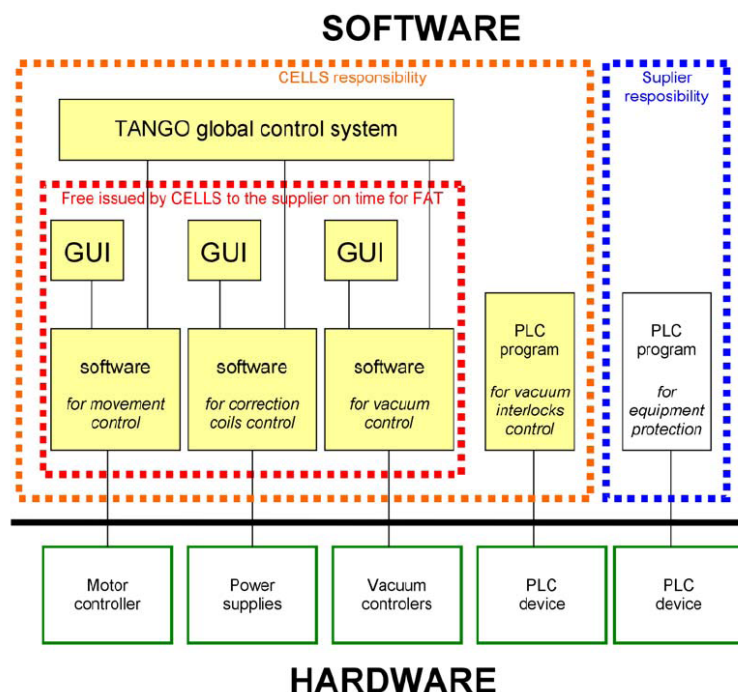 SOFTWARE
CELLS responsibility
Suplier
resposibility
TANGO global control system
Free issued by CELLS to the supplier on time for FAT
GUI
GUI
GUI
software
for movement
control
software
for correction
coils control
software
for vacuum
control
PLC
program
for vacuum
interlocks
control
PLC
program
for
equipment
protection
Motor
controller
Power
supplies
Vacuum
controlers
PLC
device
PLC
device
HARDWARE